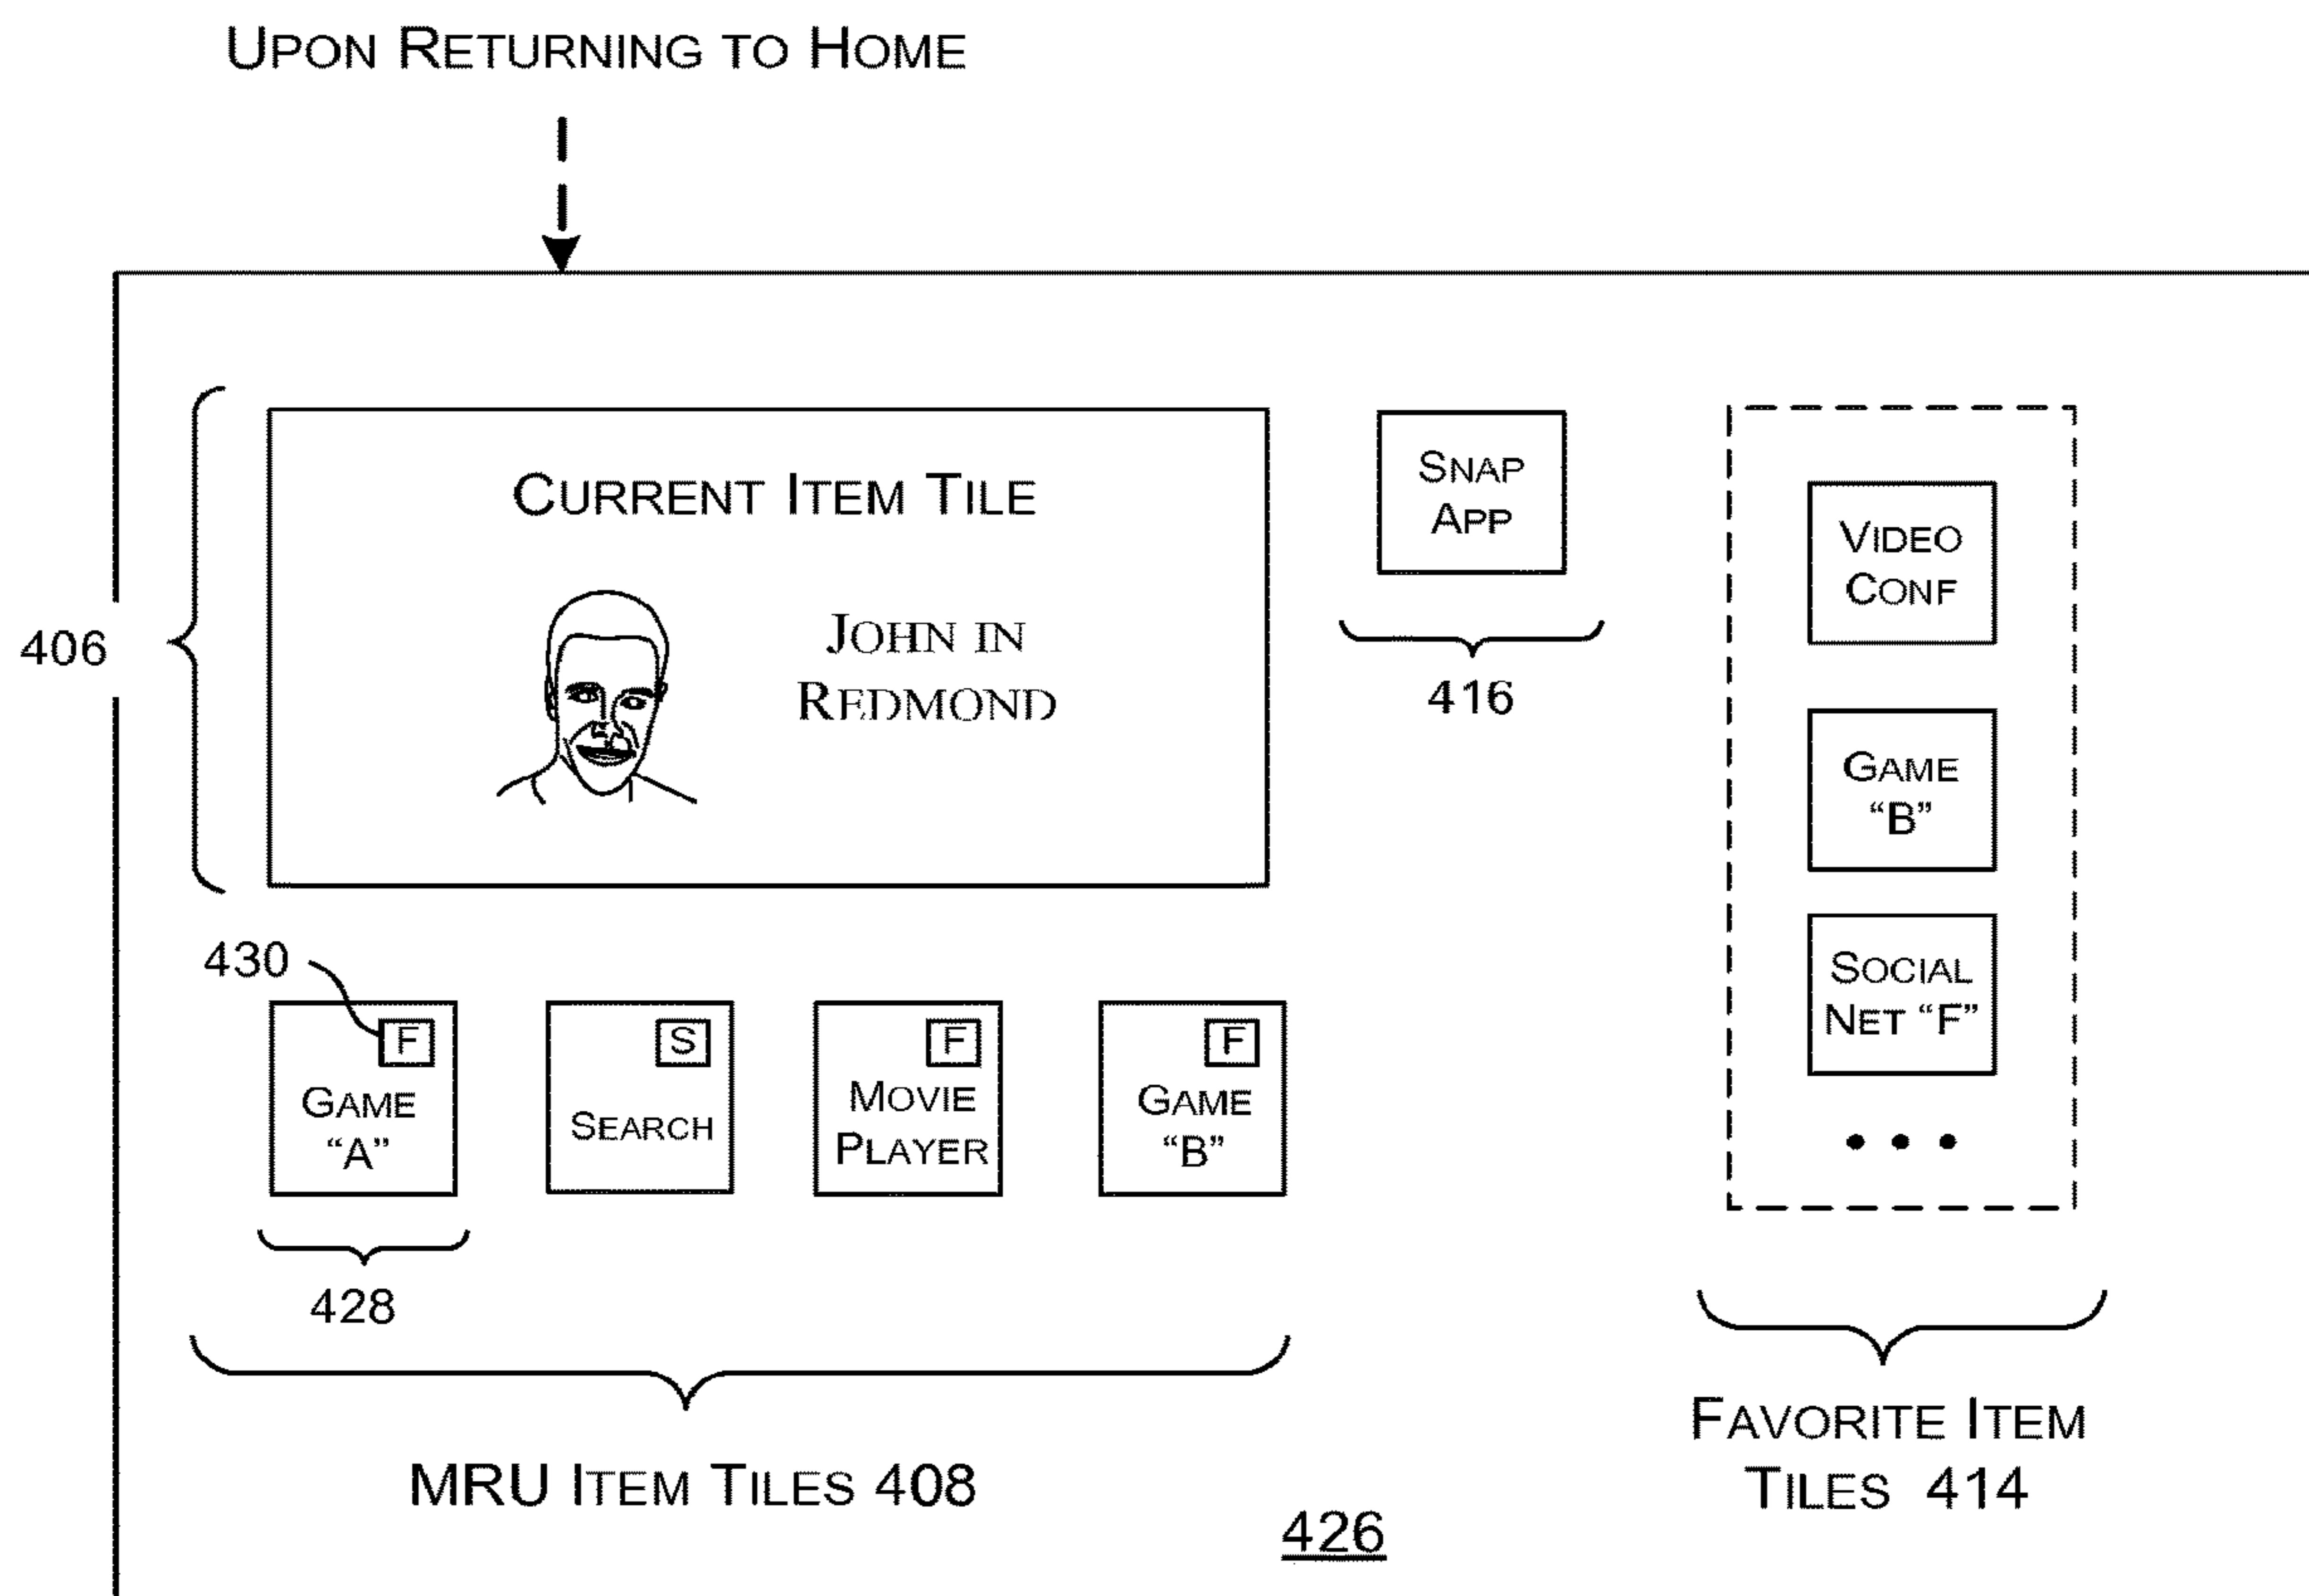 UPON RETURNING TO HOME
CURRENT ITEM TILE
JOHN IN
REDMOND
406
SNAP
APP
416
VIDEO
CONF
GAME
“B”
SOCIAL
NET “F”
• • •
430
F
GAME
“A”
S
SEARCH
F
MOVIE
PLAYER
F
GAME
“B”
428
MRU ITEM TILES 408
FAVORITE ITEM
TILES 414
426